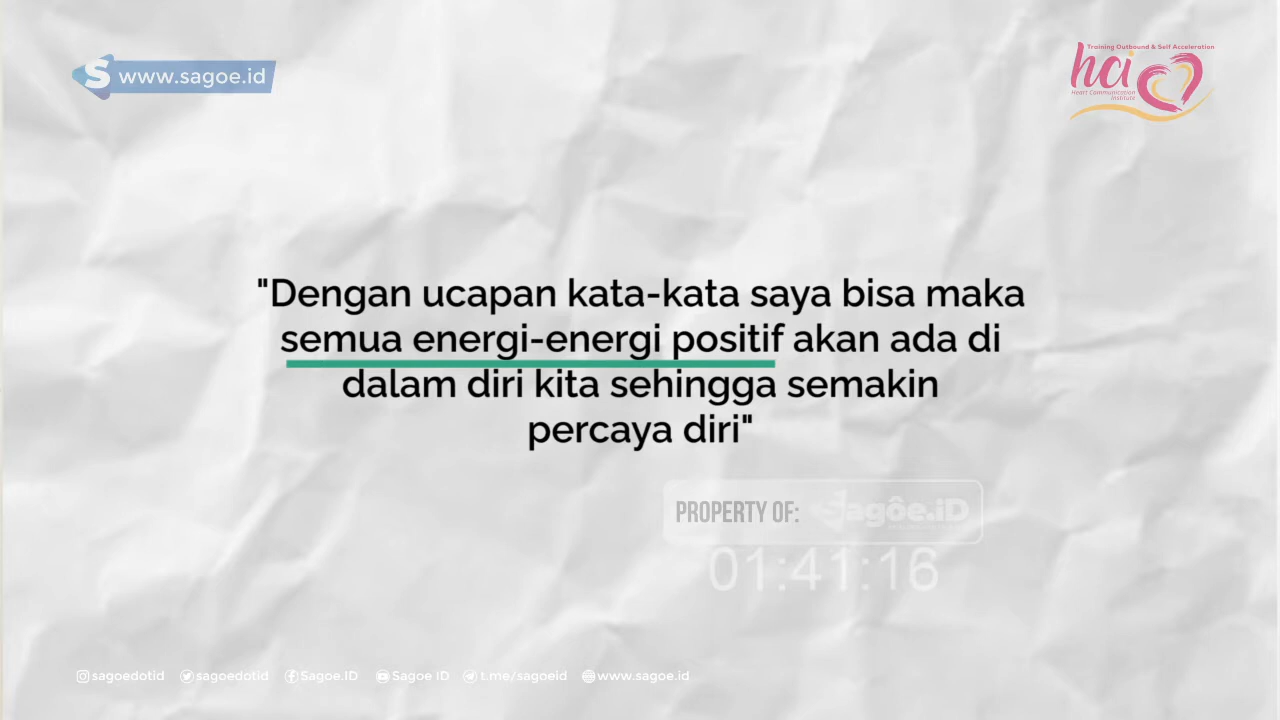 www.sagoe.id
Training Outbound & Self Acceleration
hci
Heart Communication
Institute
"Dengan ucapan kata-kata saya bisa maka
semua energi-energi positif akan ada di
dalam diri kita sehingga semakin
percaya diri"
PROPERTY OF: Sagôe.iD
01:41:16
sagoedotid sagoedotid Sagoe.ID Sagoe ID t.me/sagoeid www.sagoe.id